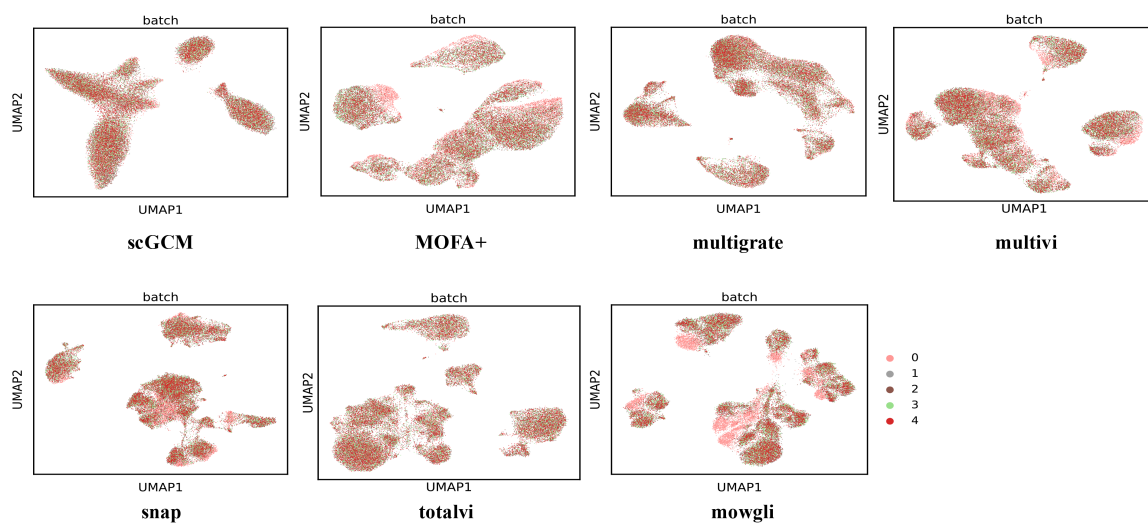 batch
batch
batch
batch
UMAP2
UMAP2
UMAP2
UMAP2
UMAP1
UMAP1
UMAP1
UMAP1
scGCM
MOFA+
multigrate
multivi
batch
batch
batch
UMAP2
UMAP2
UMAP2
0
1
2
3
4
UMAP1
UMAP1
UMAP1
snap
totalvi
mowgli